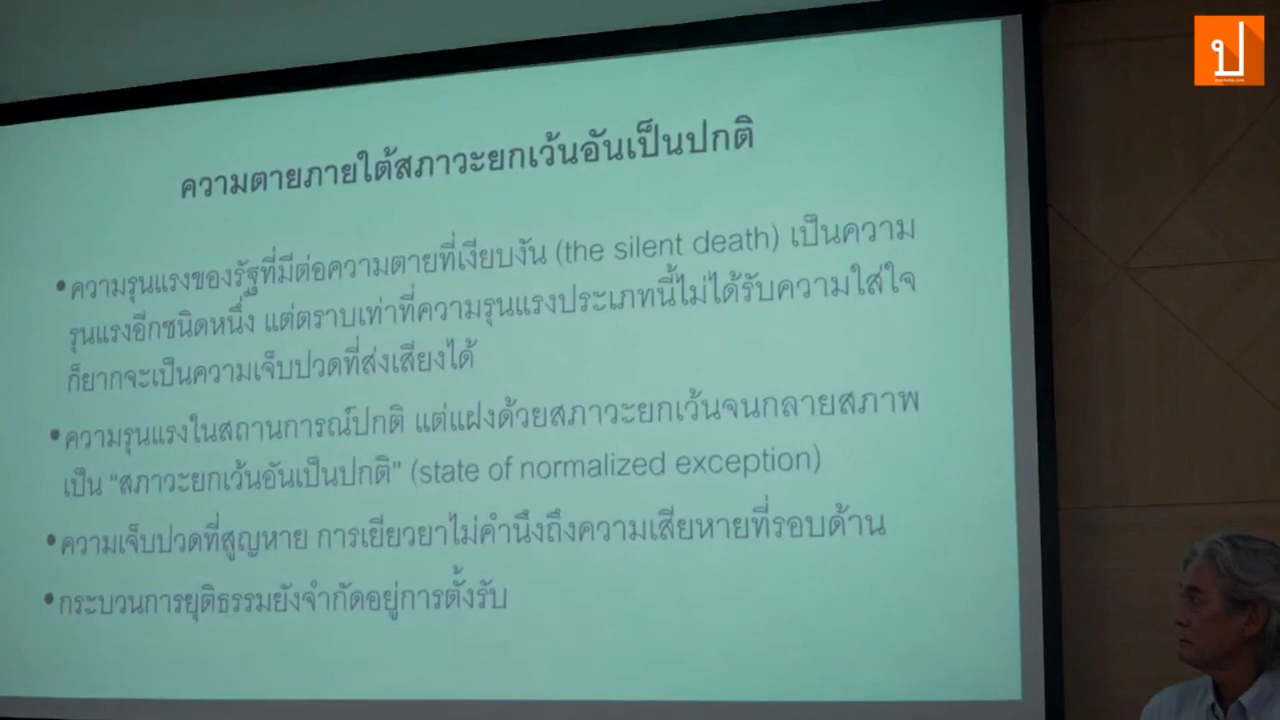 ป
ความตายภายใต้สภาวะยกเว้นอันเป็นปกติ
•ความรุนแรงของรัฐที่มีต่อความตายที่เงียบงัน (the silent death) เป็นความ
รุนแรงอีกชนิดหนึ่ง แต่ตราบเท่าที่ความรุนแรงประเภทนี้ไม่ได้รับความใส่ใจ
ก็ยากจะเป็นความเจ็บปวดที่ส่งเสียงได้
•ความรุนแรงในสถานการณ์ปกติ แต่แฝงด้วยสภาวะยกเว้นจนกลายสภาพ
เป็น "สภาวะยกเว้นอันเป็นปกติ" (state of normalized exception)
•ความเจ็บปวดที่สูญหาย การเยียวยาไม่คำนึงถึงความเสียหายที่รอบด้าน
•กระบวนการยุติธรรมยังจำกัดอยู่การตั้งรับ